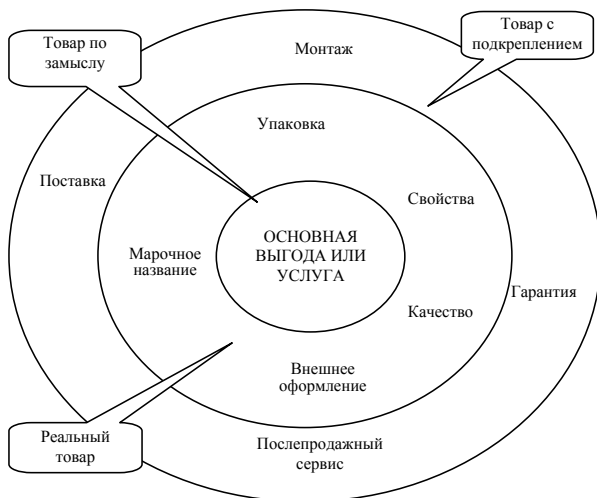 Товар по
замыслу
Монтаж
Товар с
подкреплением
Упаковка
Поставка
Свойства
ОСНОВНАЯ
ВЫГОДА ИЛИ
УСЛУГА
Марочное
название
Гарантия
Качество
Внешнее
оформление
Реальный
товар
Послепродажный
сервис